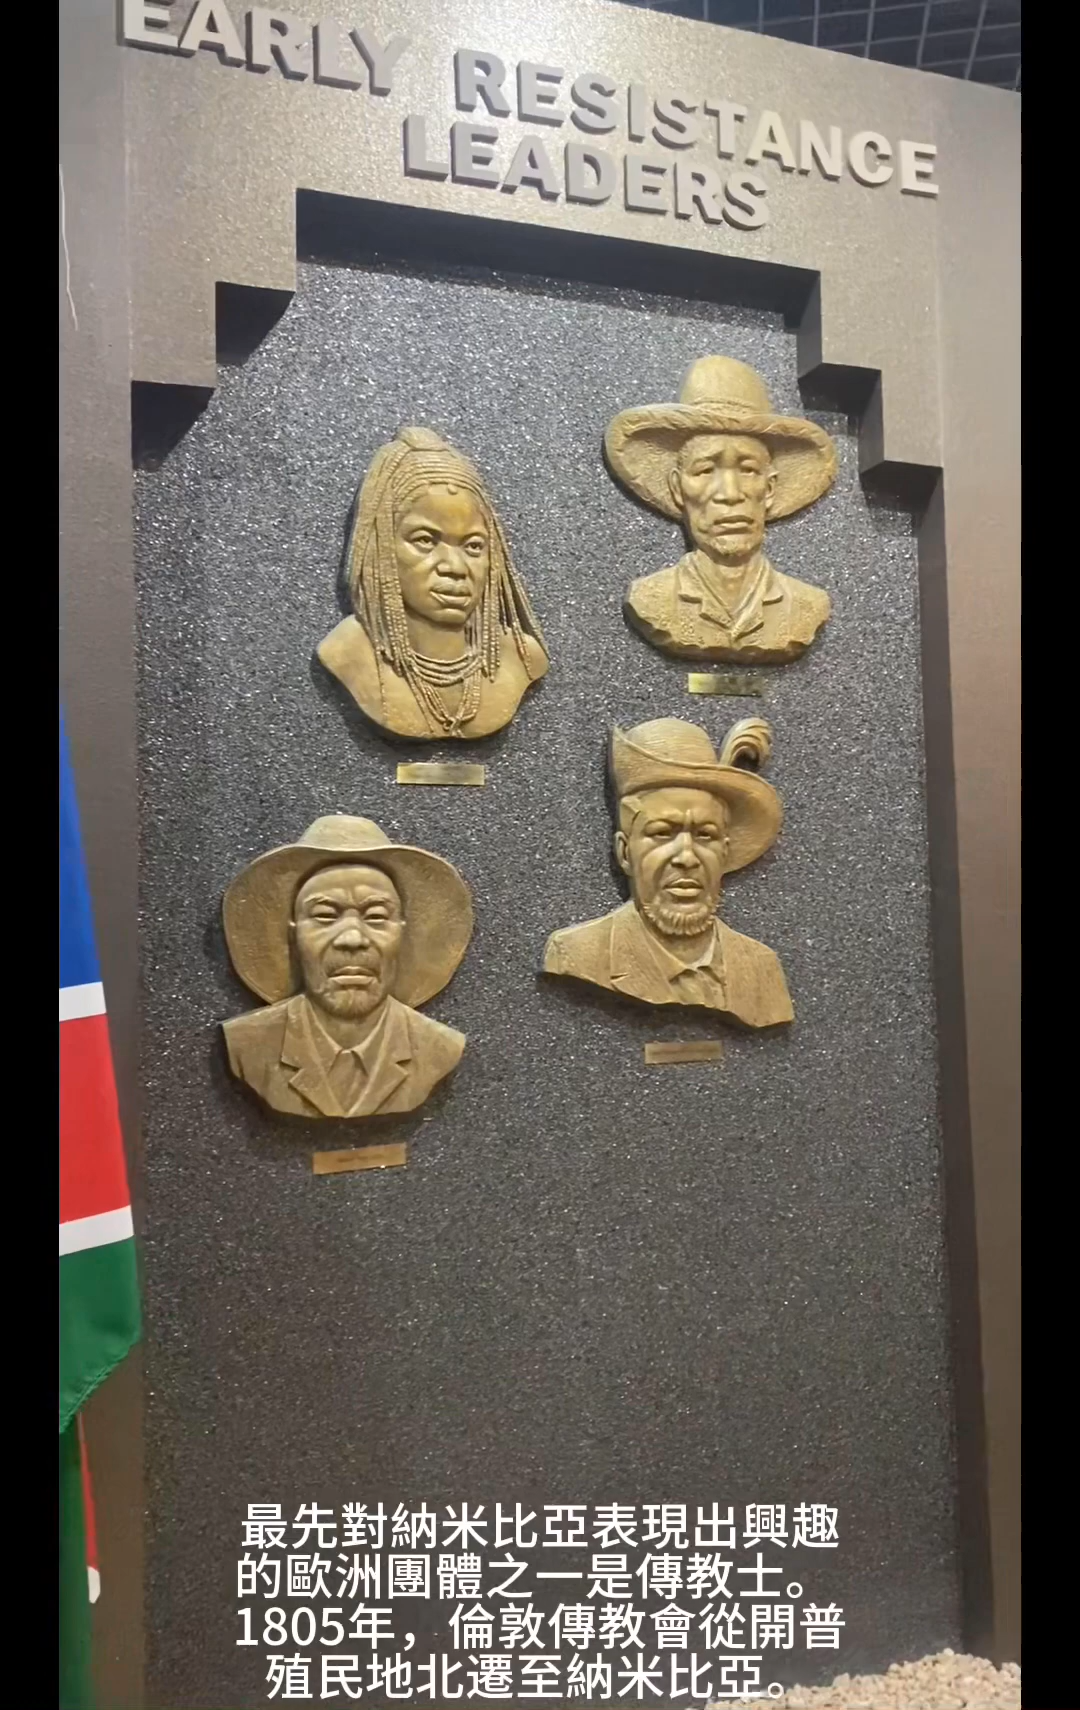 EARLY RESISTANCE
LEADERS
最先對納米比亞表現出興趣
的歐洲團體之一是傳教士。
1805年，倫敦傳教會從開普
殖民地北遷至納米比亞。